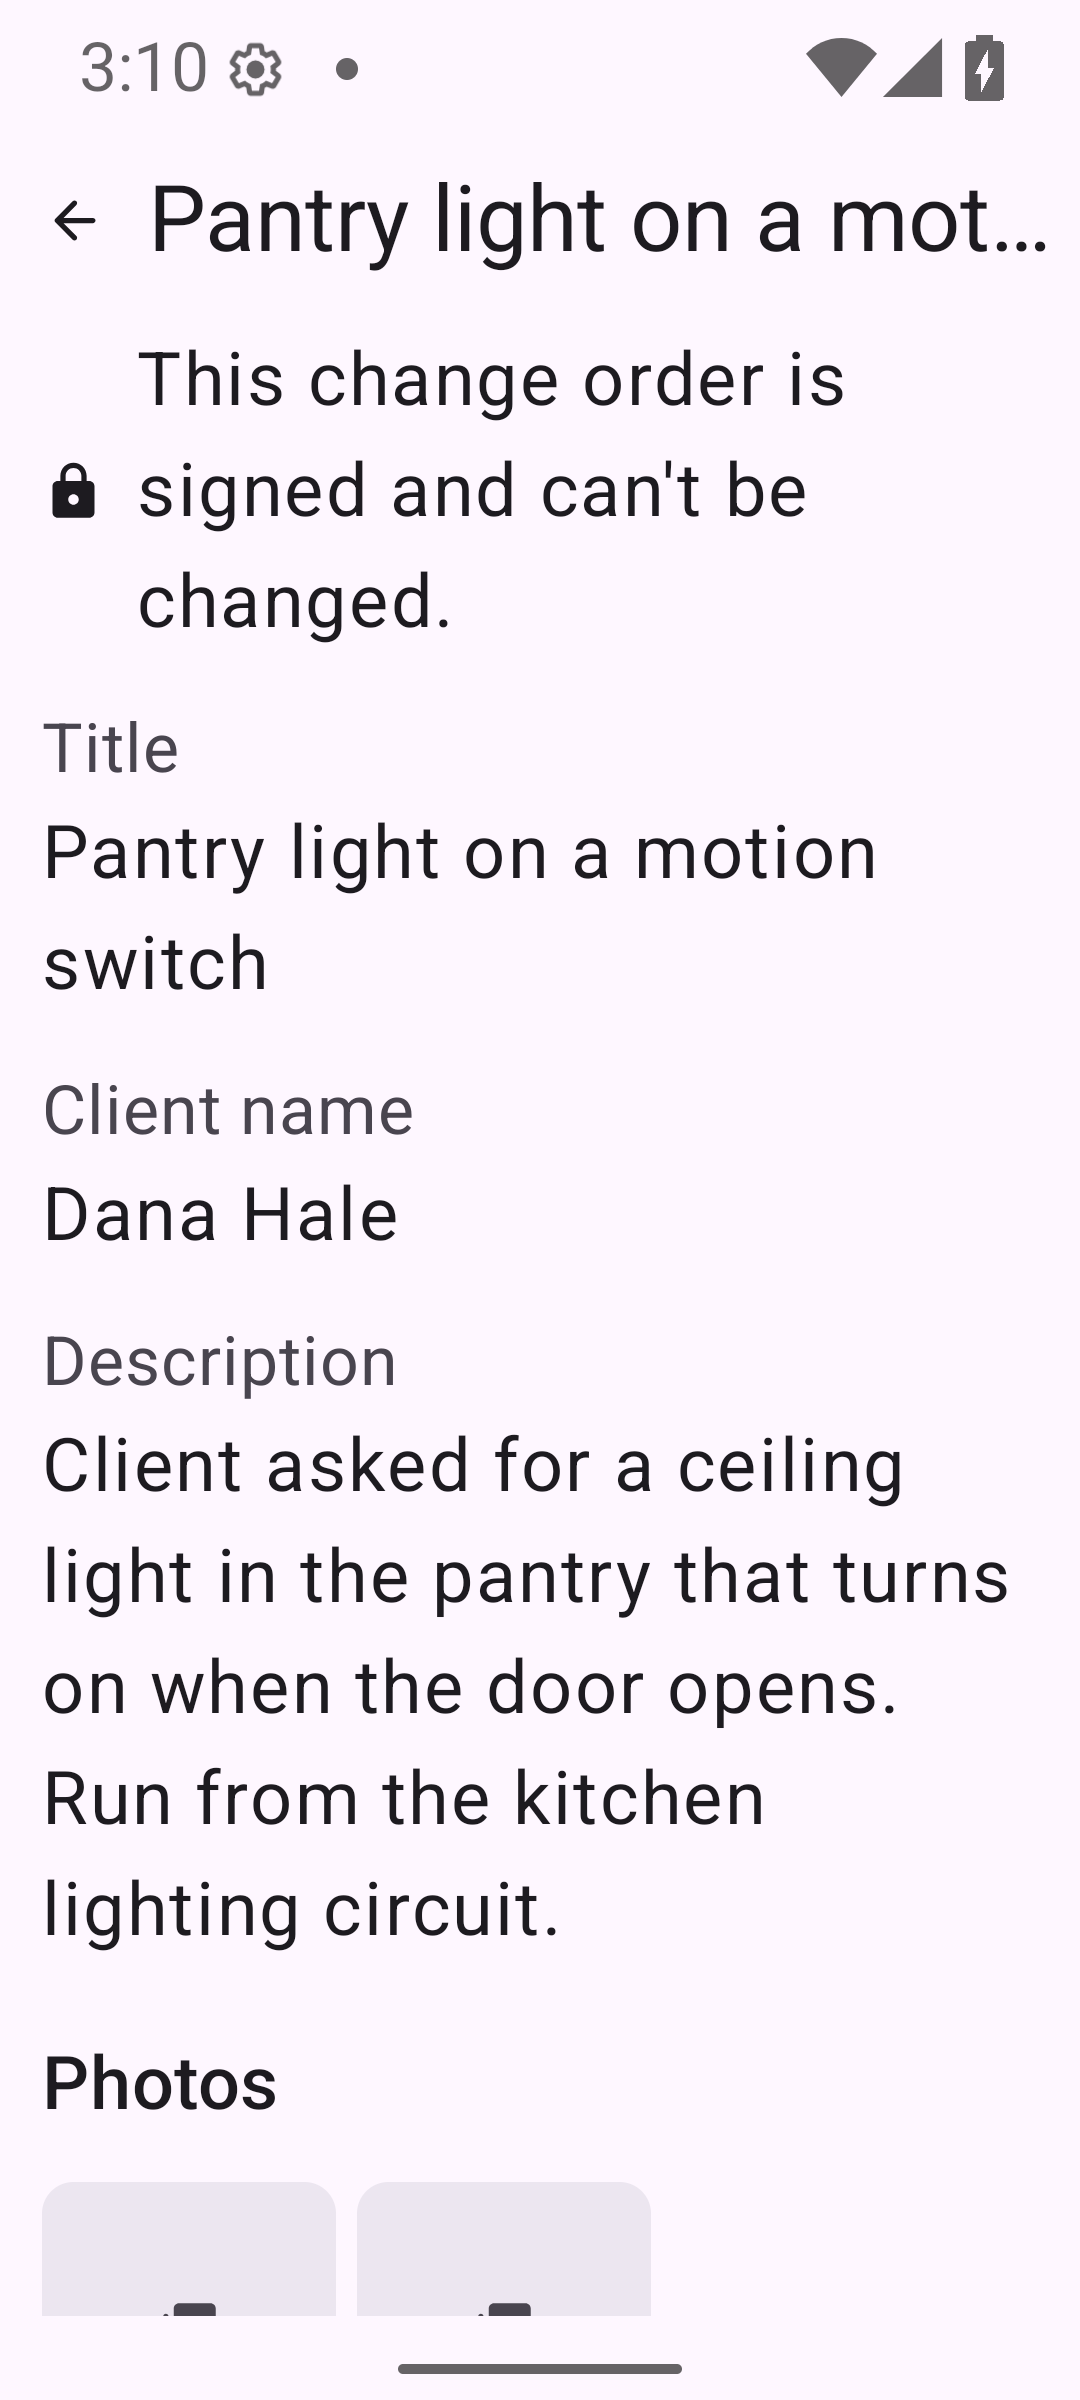 3:10
Pantry light on a mot…
This change order is
signed and can't be
changed.
Title
Pantry light on a motion
switch
Client name
Dana Hale
Description
Client asked for a ceiling
light in the pantry that turns
on when the door opens.
Run from the kitchen
lighting circuit.
Photos